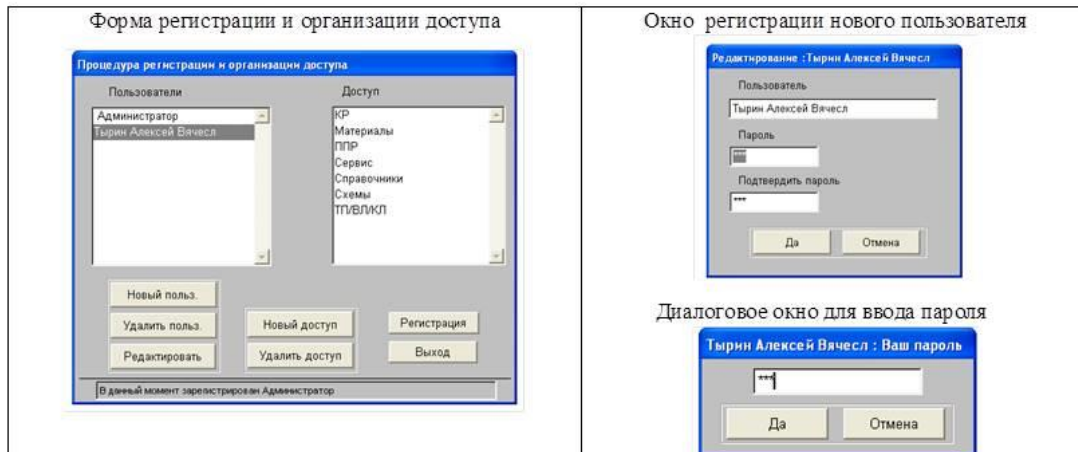 Форма регистрации и организации доступа
Процедура регистрации и организации доступа
Пользователи
Доступ
Администратор
Тырин Алексей Вячесл
КР
Материалы
ППР
Сервис
Справочники
Схемы
ТП/ВЛ/КЛ
Новый польз.
Удалить польз.
Редактировать
Новый доступ
Удалить доступ
Регистрация
Выход
В данный момент зарегистрирован Администратор
Окно регистрации нового пользователя
Редактирование :Тырин Алексей Вячесл
Пользователь
Тырин Алексей Вячесл
Пароль
***
Подтвердить пароль
***
Да
Отмена
Диалоговое окно для ввода пароля
Тырин Алексей Вячесл : Ваш пароль
***
Да
Отмена